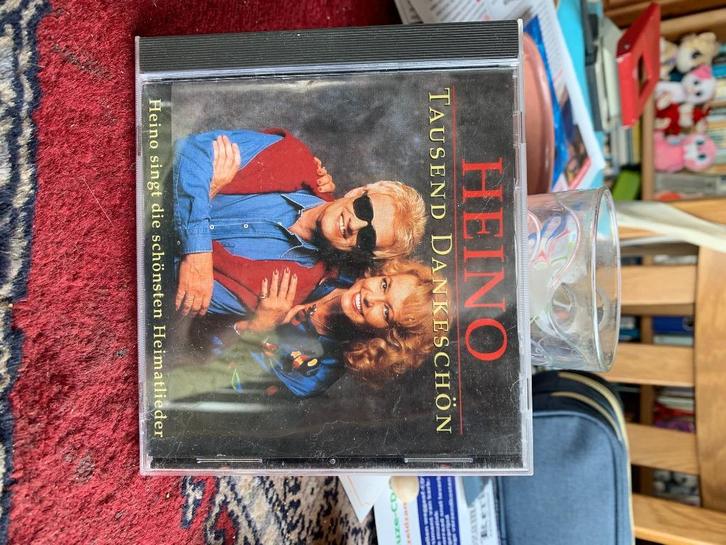 HEINO
TAUSEND DANKESCHÖN
Heino singt die schönsten Heimatlieder